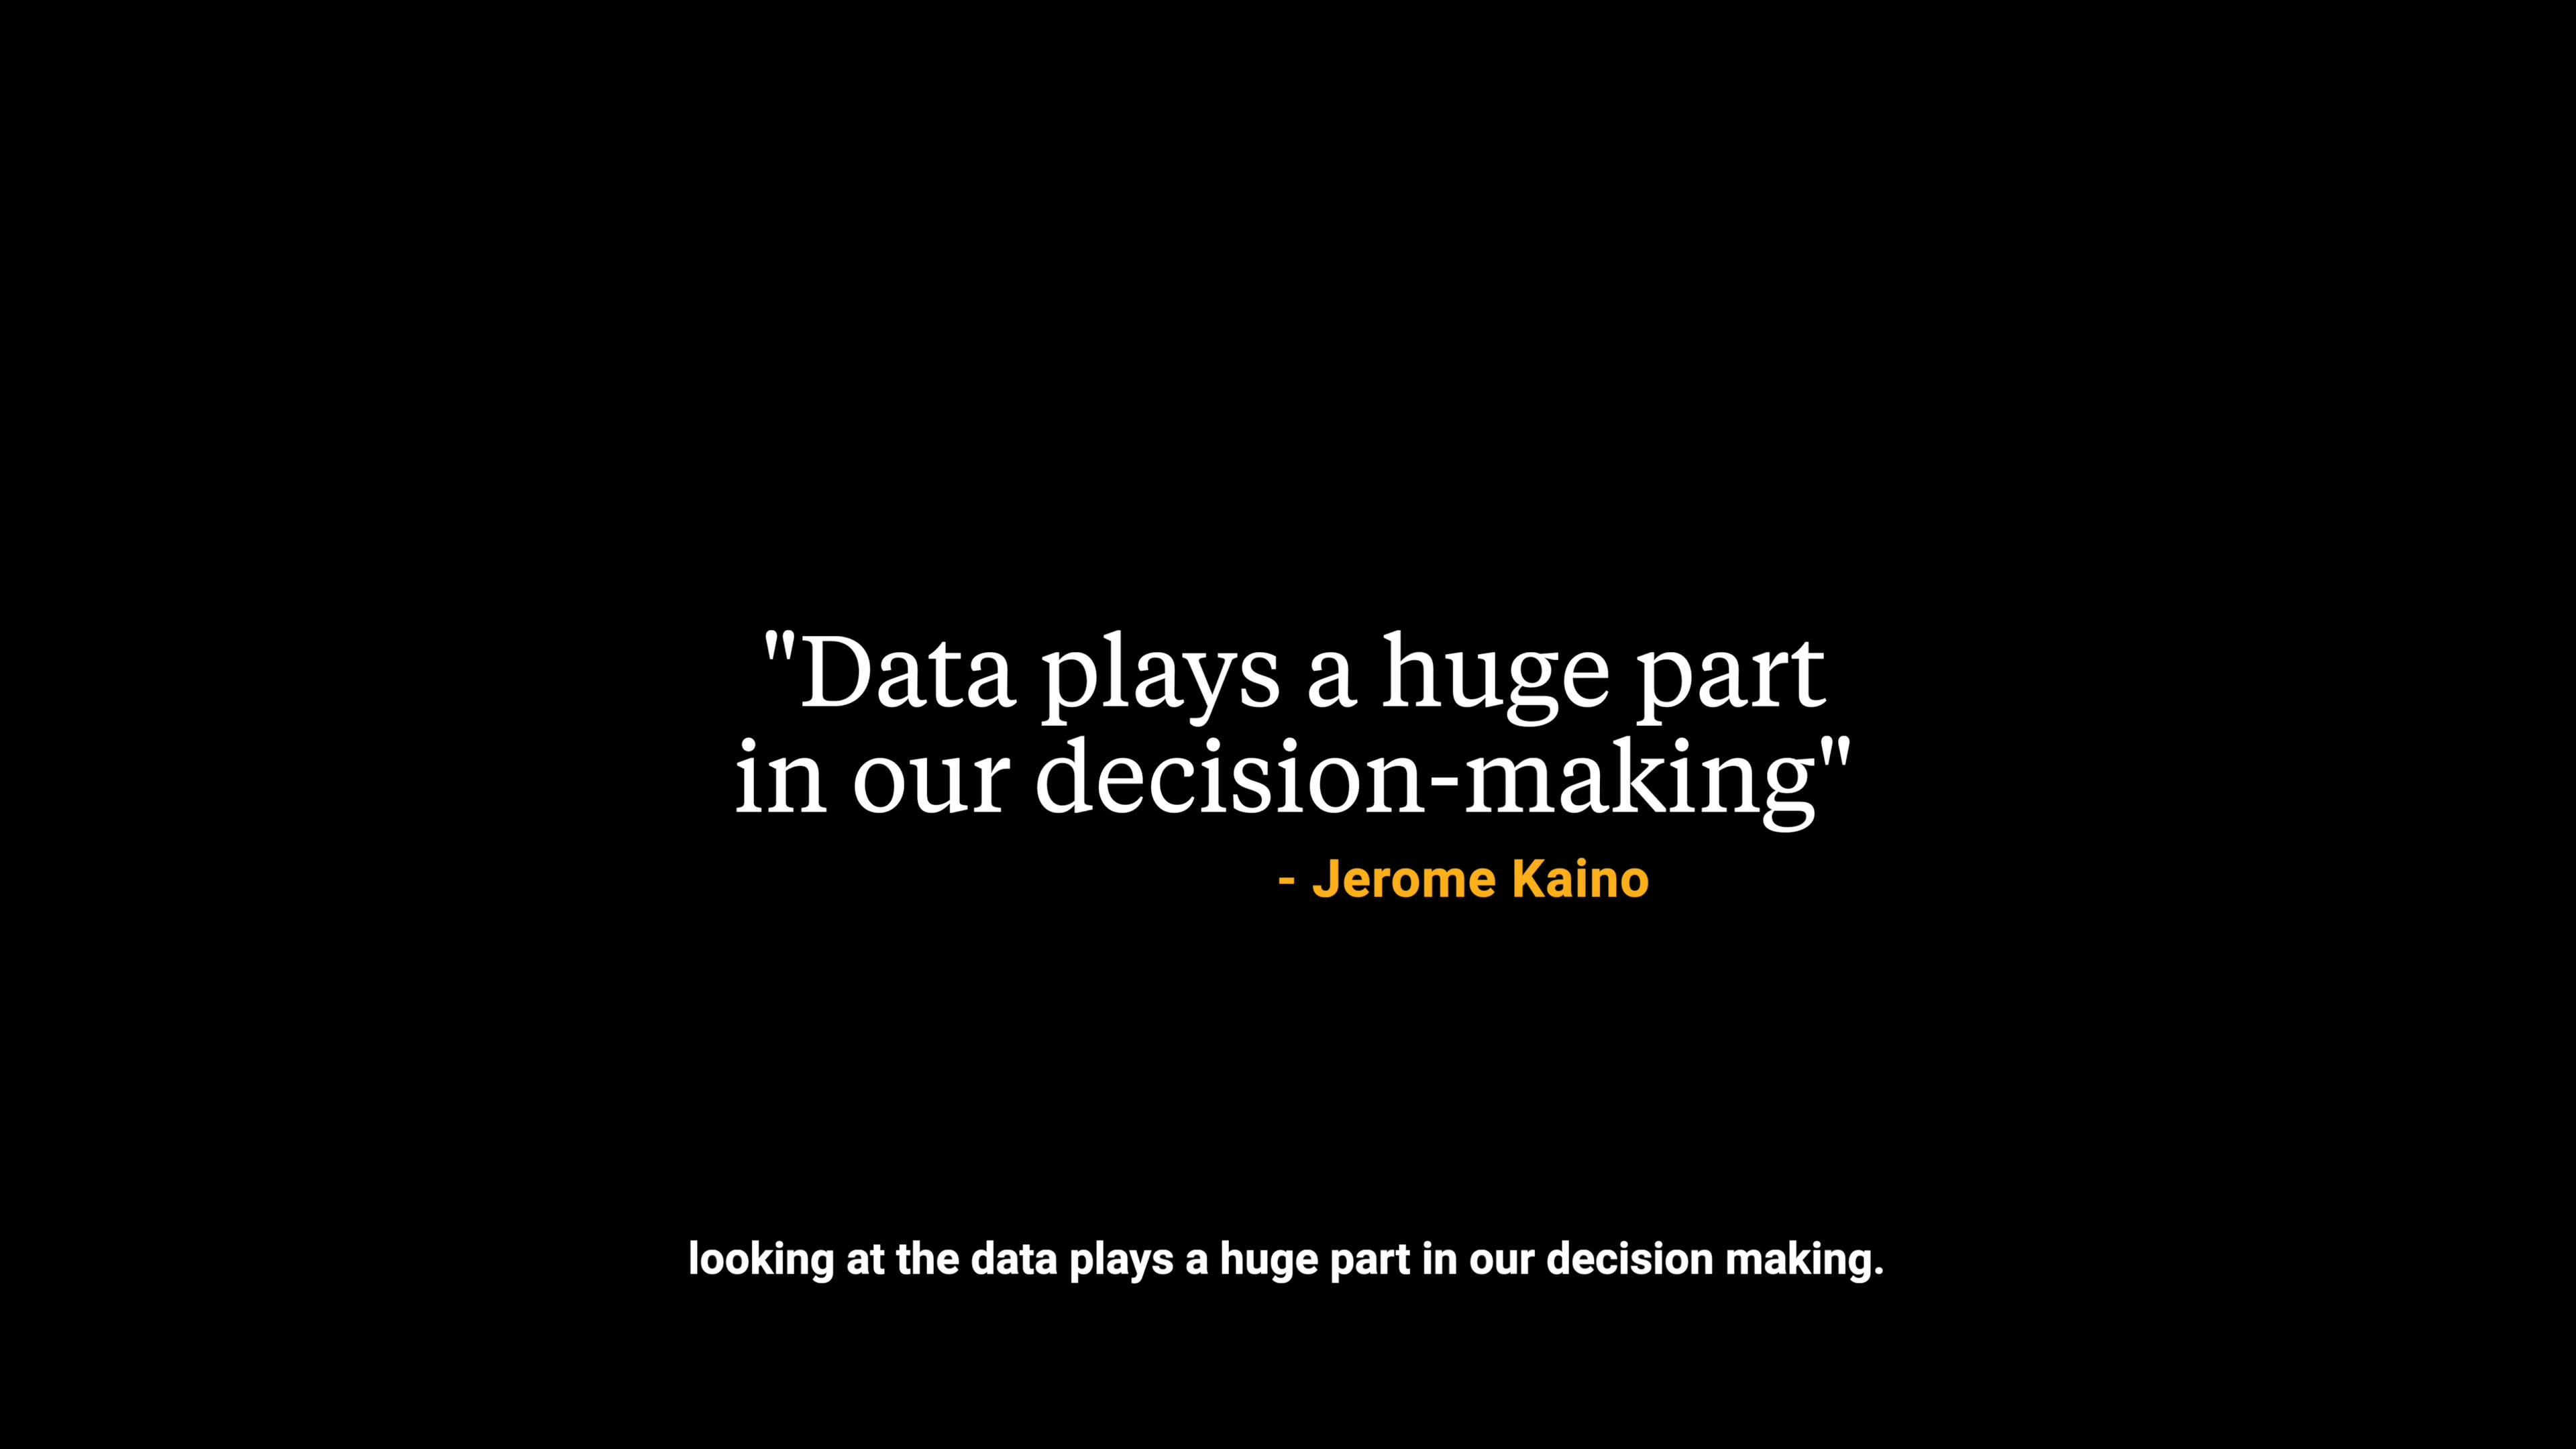 "Data plays a huge part
in our decision-making"
- Jerome Kaino
looking at the data plays a huge part in our decision making.